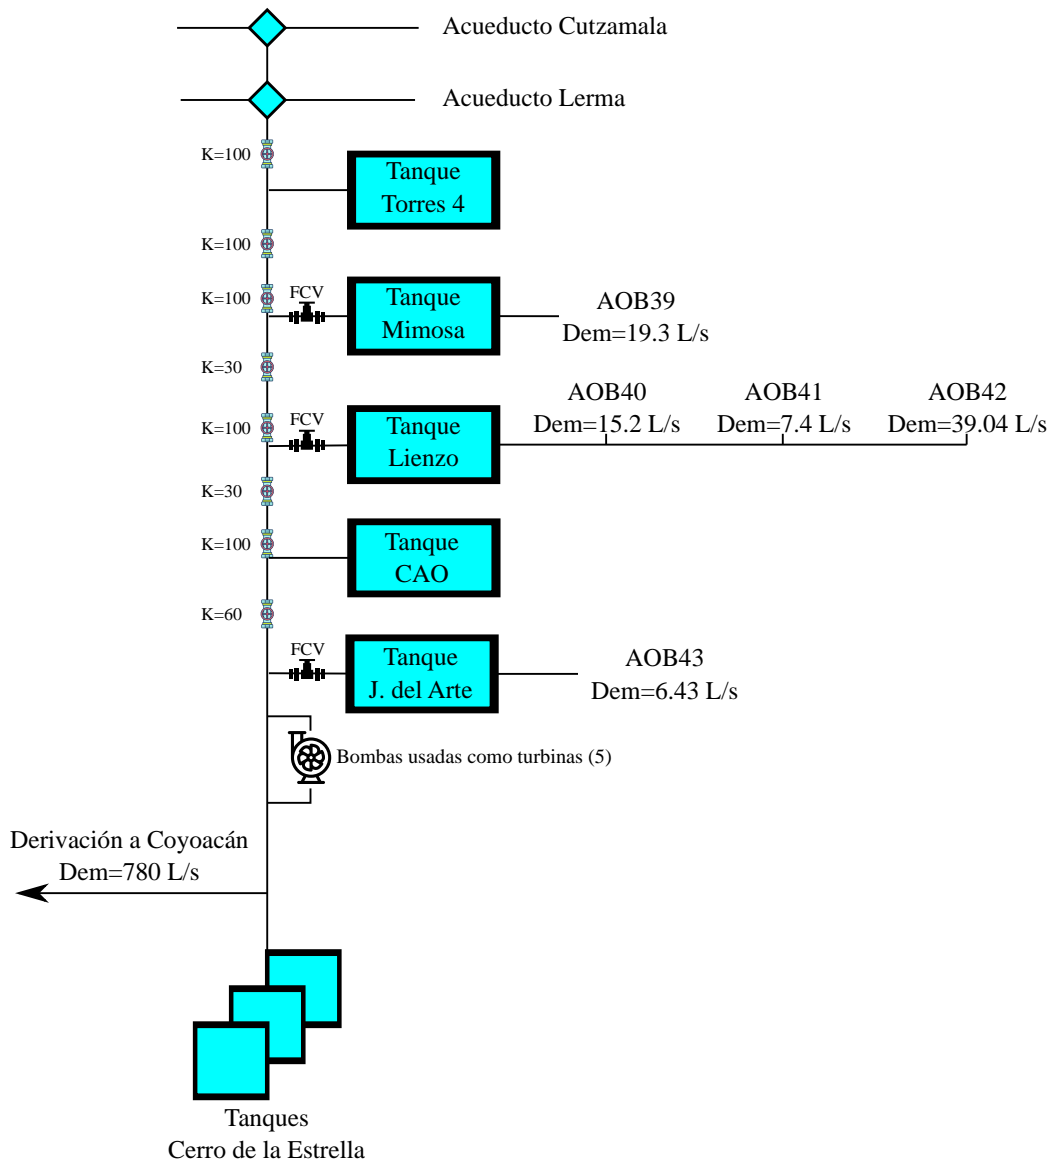 Acueducto Cutzamala
Acueducto Lerma
K=100
Tanque
Torres 4
K=100
K=100
FCV
Tanque
Mimosa
AOB39
Dem=19.3 L/s
K=30
K=100
FCV
Tanque
Lienzo
AOB40
Dem=15.2 L/s
AOB41
Dem=7.4 L/s
AOB42
Dem=39.04 L/s
K=30
K=100
Tanque
CAO
K=60
FCV
Tanque
J. del Arte
AOB43
Dem=6.43 L/s
Bombas usadas como turbinas (5)
Derivación a Coyoacán
Dem=780 L/s
Tanques
Cerro de la Estrella